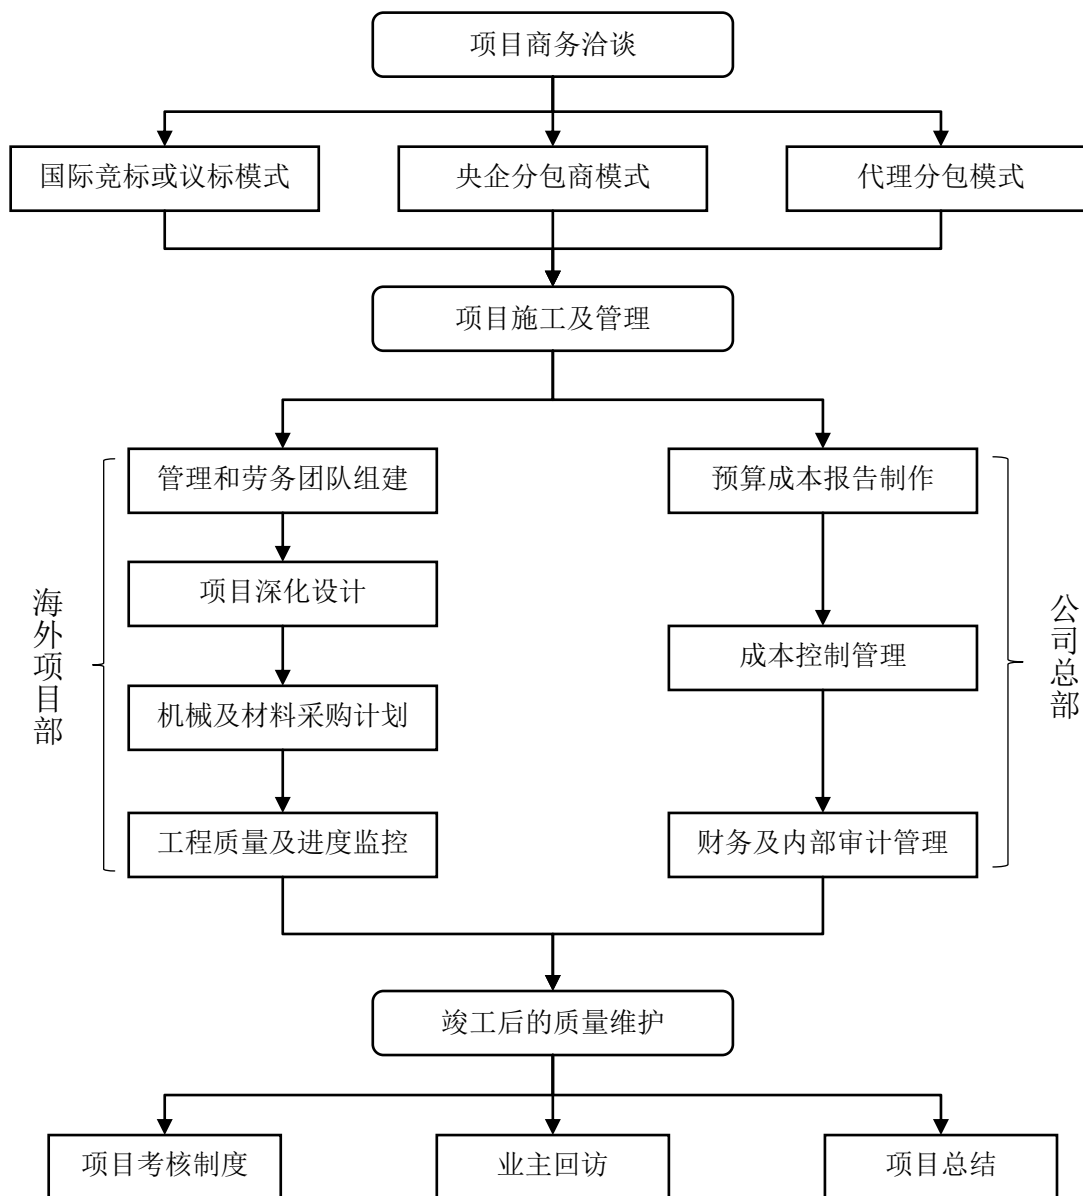 项目商务洽谈
国际竞标或议标模式
央企分包商模式
代理分包模式
项目施工及管理
海外项目部
管理和劳务团队组建
项目深化设计
机械及材料采购计划
工程质量及进度监控
预算成本报告制作
成本控制管理
财务及内部审计管理
公司总部
竣工后的质量维护
项目考核制度
业主回访
项目总结